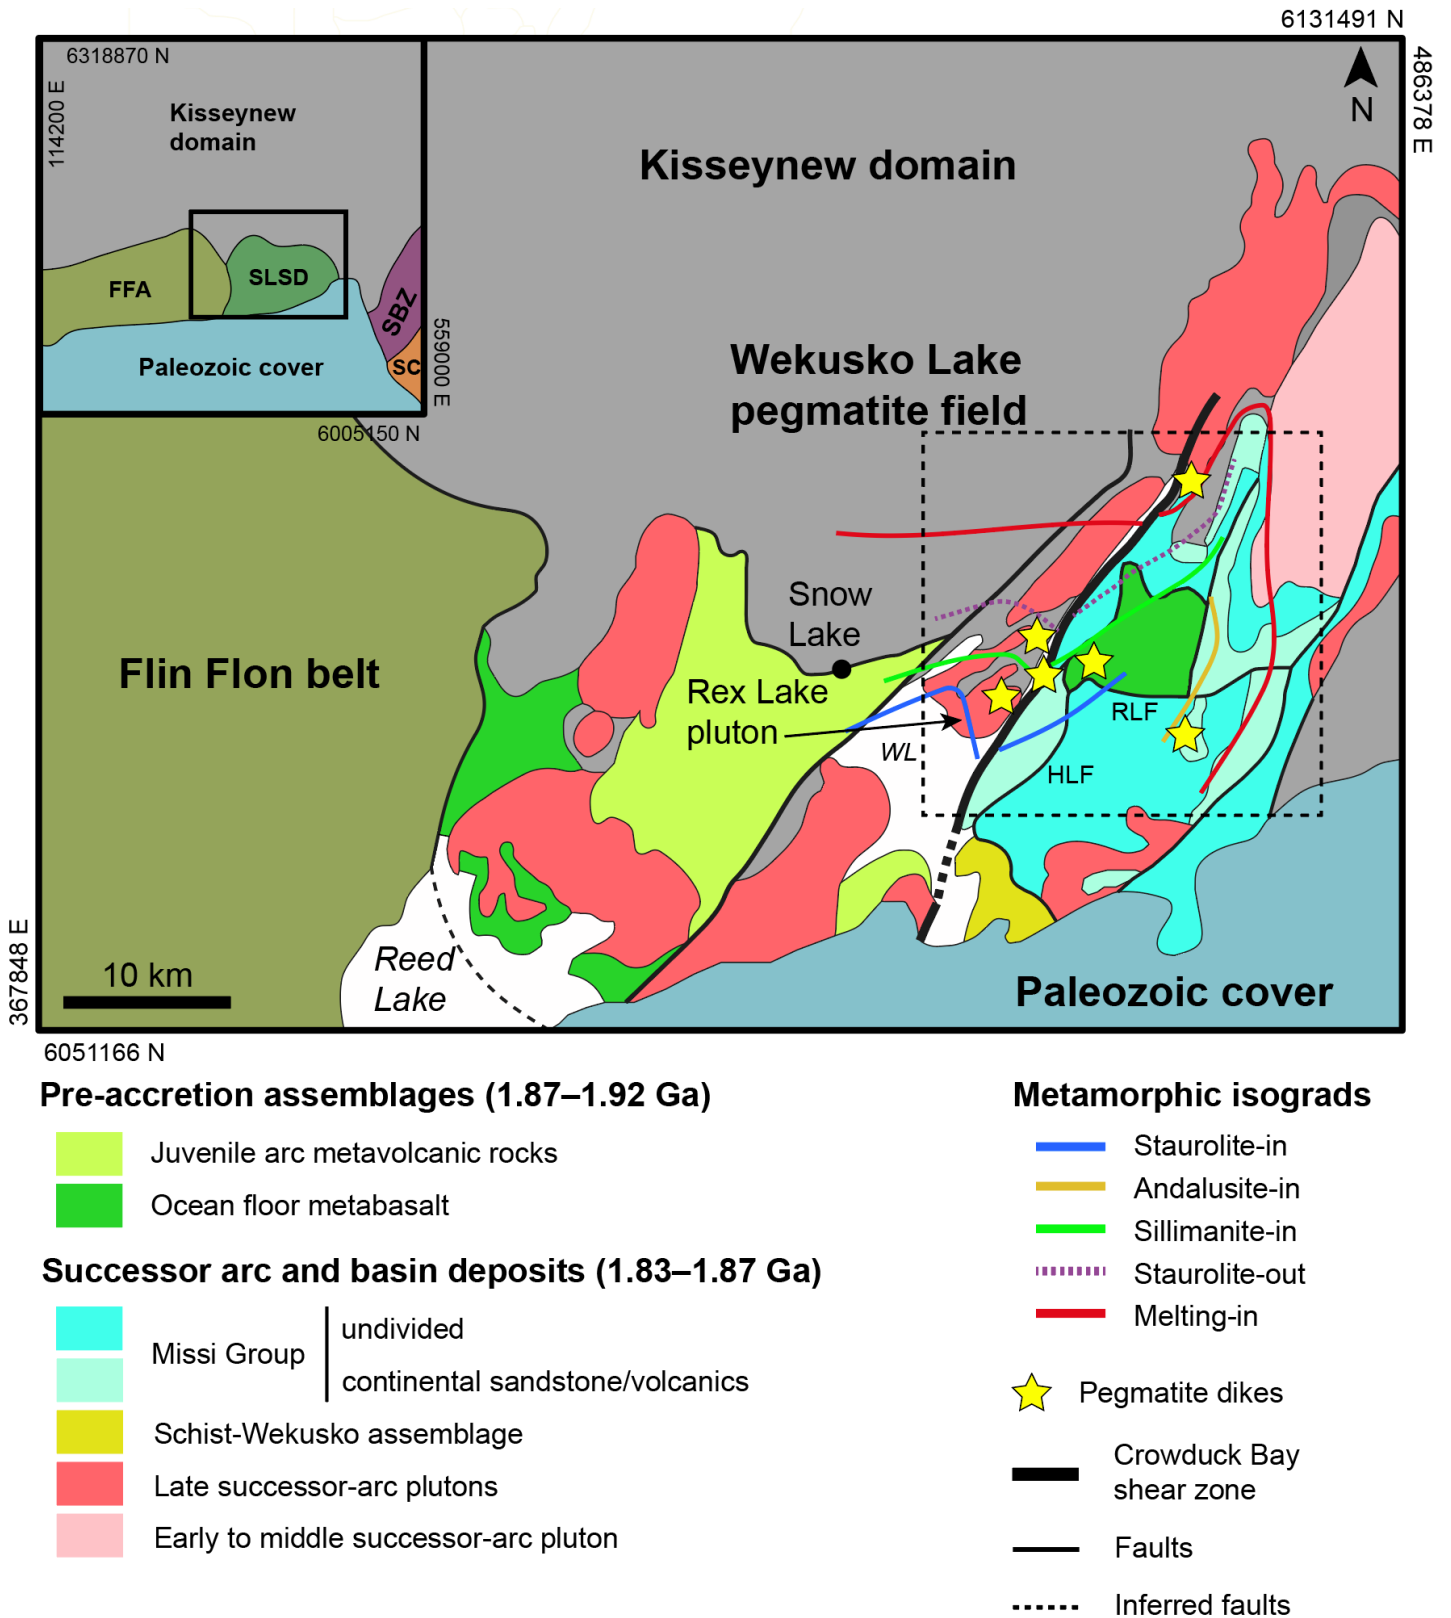 6131491 N
6318870 N
114200 E
Kisseynew
domain
FFA
SLSD
SBZ
SC
Paleozoic cover
559000 E
6005150 N
486378 E
N
Kisseynew domain
Wekusko Lake
pegmatite field
Snow
Lake
Flin Flon belt
Rex Lake
pluton
WL
RLF
HLF
Reed
Lake
10 km
Paleozoic cover
367848 E
6051166 N
Pre-accretion assemblages (1.87–1.92 Ga)
Juvenile arc metavolcanic rocks
Ocean floor metabasalt
Successor arc and basin deposits (1.83–1.87 Ga)
Missi Group
undivided
continental sandstone/volcanics
Schist-Wekusko assemblage
Late successor-arc plutons
Early to middle successor-arc pluton
Metamorphic isograds
Staurolite-in
Andalusite-in
Sillimanite-in
Staurolite-out
Melting-in
Pegmatite dikes
Crowduck Bay
shear zone
Faults
Inferred faults